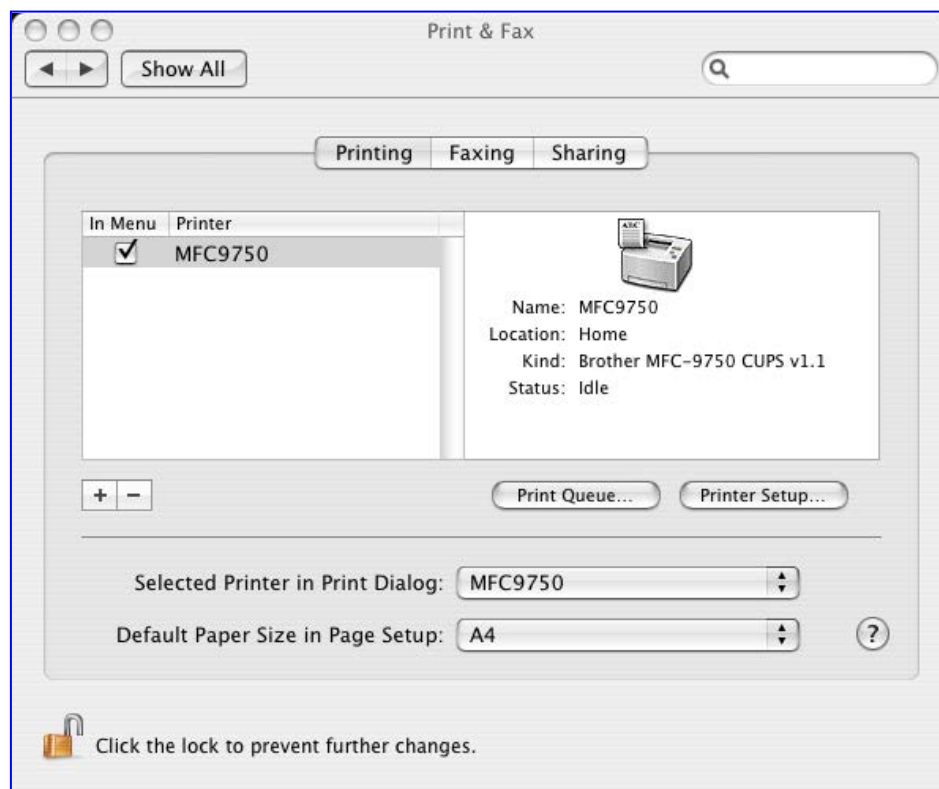 Print & Fax
Show All
Printing Faxing Sharing
In Menu Printer
MFC9750
ABC
Name: MFC9750
Location: Home
Kind: Brother MFC-9750 CUPS v1.1
Status: Idle
+ −
Print Queue... Printer Setup...
Selected Printer in Print Dialog: MFC9750
Default Paper Size in Page Setup: A4
?
Click the lock to prevent further changes.